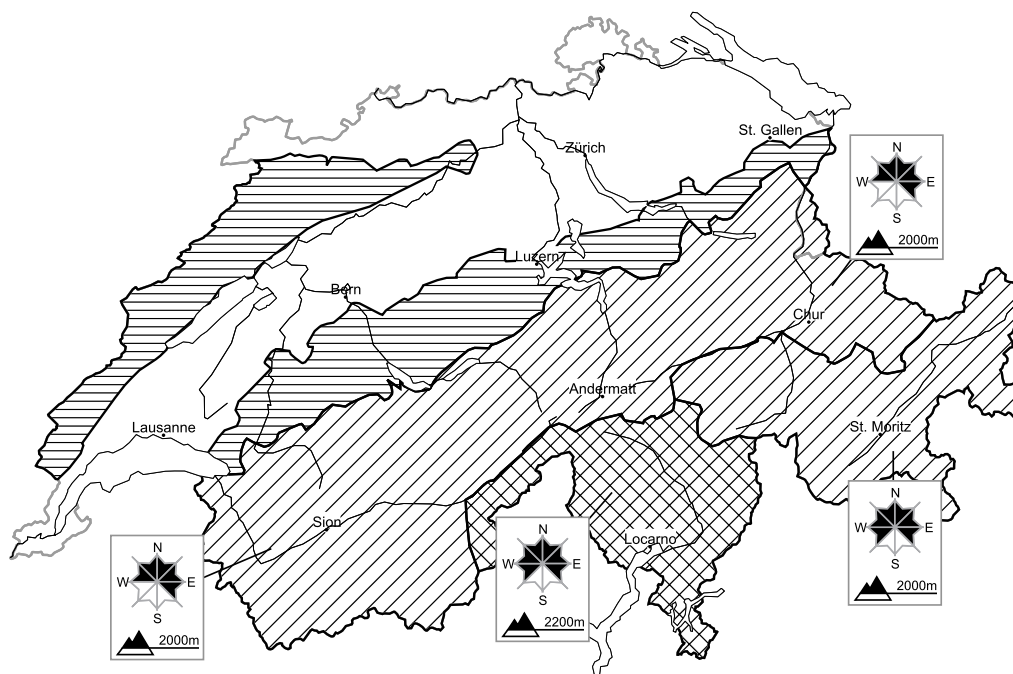 St. Gallen
Zürich
N
W E
S
2000m
Luzern
Bern
Chur
Andermatt
Lausanne
St. Moritz
N
W E
S
2000m
Sion
N
W E
S
2200m
Locarno
N
W E
S
2000m